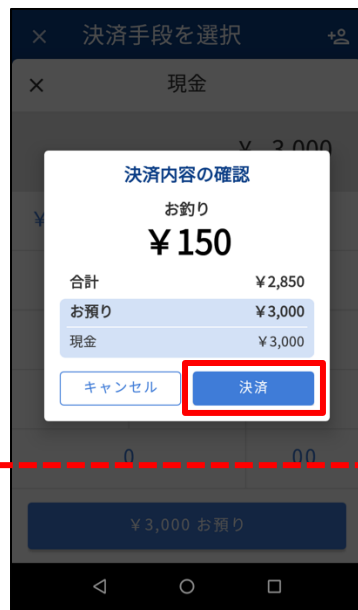 × 決済手段を選択
× 現金
¥ 3,000
決済内容の確認
お釣り
¥150
¥
合計 ¥2,850
お預り ¥3,000
現金 ¥3,000
キャンセル 決済
0 00
¥3,000 お預り